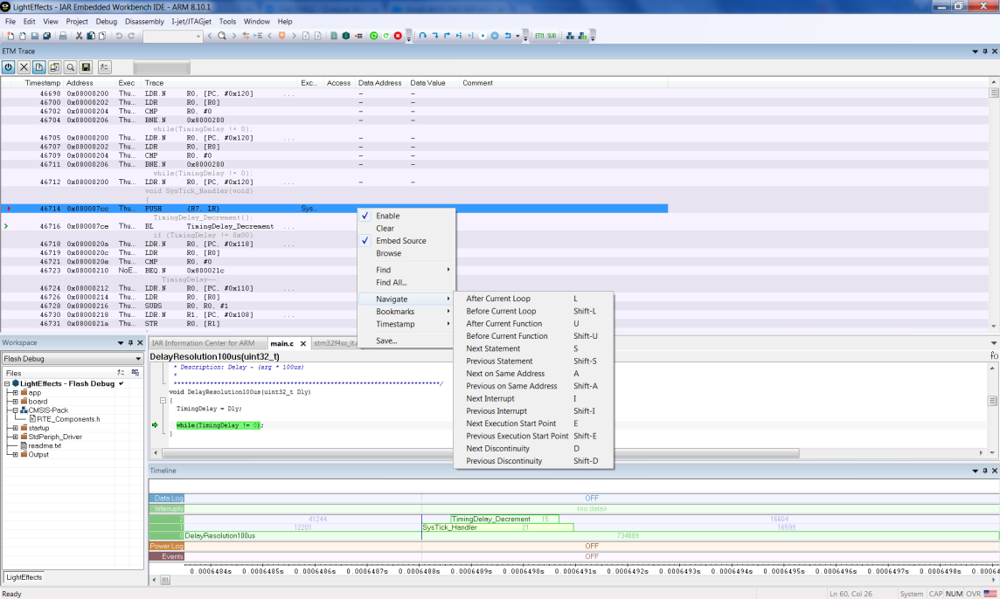 LightEffects - IAR Embedded Workbench IDE - ARM 8.10.1
File Edit View Project Debug Disassembly I-jet/JTAGjet Tools Window Help
ETM SWO
ETM Trace
Timestamp Address Exec Trace Exc... Access Data Address Data Value Comment
46698 0x08000200 Thu... LDR.N R0, [PC, #0x120] ... – –
46700 0x08000202 Thu... LDR R0, [R0] – –
46702 0x08000204 Thu... CMP R0, #0 – –
46704 0x08000206 Thu... BNE.N 0x8000200 – –
while(TimingDelay != 0);
46705 0x08000200 Thu... LDR.N R0, [PC, #0x120] ... – –
46707 0x08000202 Thu... LDR R0, [R0] – –
46709 0x08000204 Thu... CMP R0, #0 – –
46711 0x08000206 Thu... BNE.N 0x8000200 – –
while(TimingDelay != 0);
46712 0x08000200 Thu... LDR.N R0, [PC, #0x120] ... – –
void SysTick_Handler(void)
{
46714 0x080007cc Thu... PUSH {R7, LR} Sys...
TimingDelay_Decrement();
46716 0x080007ce Thu... BL TimingDelay_Decrement ...
if (TimingDelay != 0x00)
46718 0x0800020a Thu... LDR.N R0, [PC, #0x118] ...
46719 0x0800020c Thu... LDR R0, [R0]
46721 0x0800020e Thu... CMP R0, #0
46723 0x08000210 NoE... BEQ.N 0x800021c
TimingDelay--;
46724 0x08000212 Thu... LDR.N R0, [PC, #0x110] ...
46726 0x08000214 Thu... LDR R0, [R0]
46728 0x08000216 Thu... SUBS R0, R0, #1
46730 0x08000218 Thu... LDR.N R1, [PC, #0x108] ...
46731 0x0800021a Thu... STR R0, [R1]
Enable
Clear
Embed Source
Browse
Find
Find All...
Navigate
Bookmarks
Timestamp
Save...
After Current Loop L
Before Current Loop Shift-L
After Current Function U
Before Current Function Shift-U
Next Statement S
Previous Statement Shift-S
Next on Same Address A
Previous on Same Address Shift-A
Next Interrupt I
Previous Interrupt Shift-I
Next Execution Start Point E
Previous Execution Start Point Shift-E
Next Discontinuity D
Previous Discontinuity Shift-D
Workspace
Flash Debug
Files
LightEffects - Flash Debug
app
board
CMSIS-Pack
RTE_Components.h
startup
StdPeriph_Driver
readme.txt
Output
LightEffects
IAR Information Center for ARM main.c stm32f4xx_it.
DelayResolution100us(uint32_t) f()
* Description: Delay ~ (arg * 100us)
*
*************************************************************************/
void DelayResolution100us(uint32_t Dly)
{
TimingDelay = Dly;
while(TimingDelay != 0);
}
Timeline
Data Log OFF
Interrupts <no data>
2 41244 TimingDelay_Decrement 15 16604
1 12201 SysTick_Handler 21 16599
0 DelayResolution100us 734889
Power Log OFF
Events OFF
0.0006484s 0.0006485s 0.0006486s 0.0006487s 0.0006488s 0.0006489s 0.0006490s 0.0006491s 0.0006492s 0.0006493s 0.0006494s 0.0006495s 0.0006496s 0.0006497s 0.0006498s 0.00064
Ready Ln 60, Col 26 System CAP NUM OVR